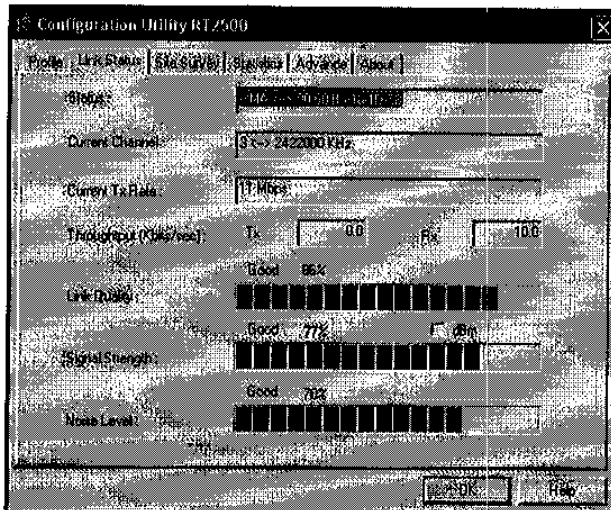 Configuration Utility RT2500
Profile Link Status Site Survey Statistics Advance About
Status :
Current Channel : 3 <--> 2422000 KHz
Current Tx Rate : 11 Mbps
Throughput (Kbits/sec) : Tx 0.0 Rx 10.0
Good
Link Quality :
Good 77% dBm
Signal Strength :
Good
Noise Level :
OK Help